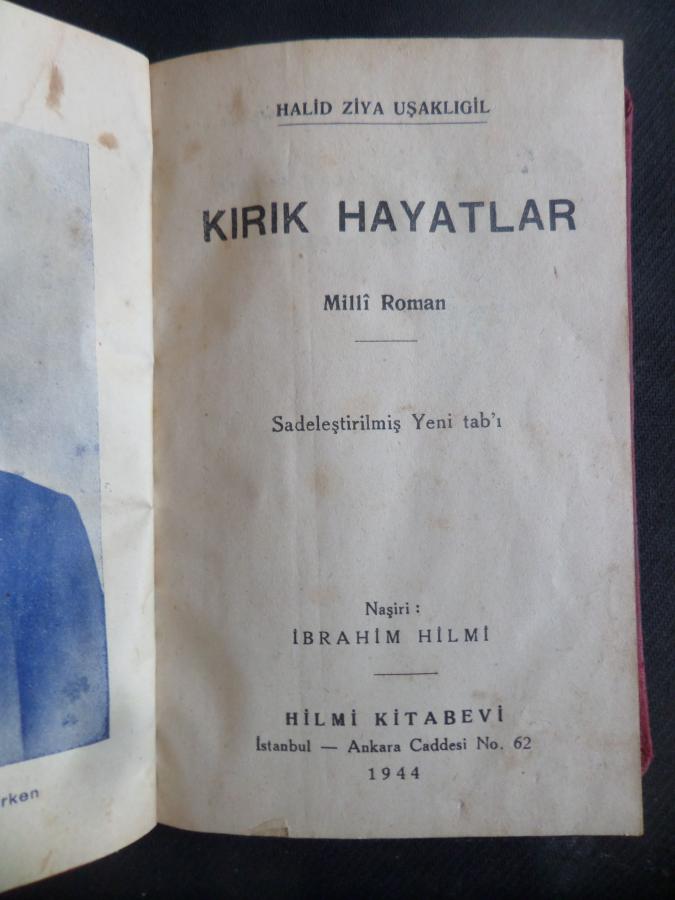 HALİD ZİYA UŞAKLIGİL
KIRIK HAYATLAR
Millî Roman
Sadeleştirilmiş Yeni tab'ı
Naşiri :
İBRAHİM HİLMİ
HİLMİ KİTABEVİ
İstanbul — Ankara Caddesi No. 62
1944
rken